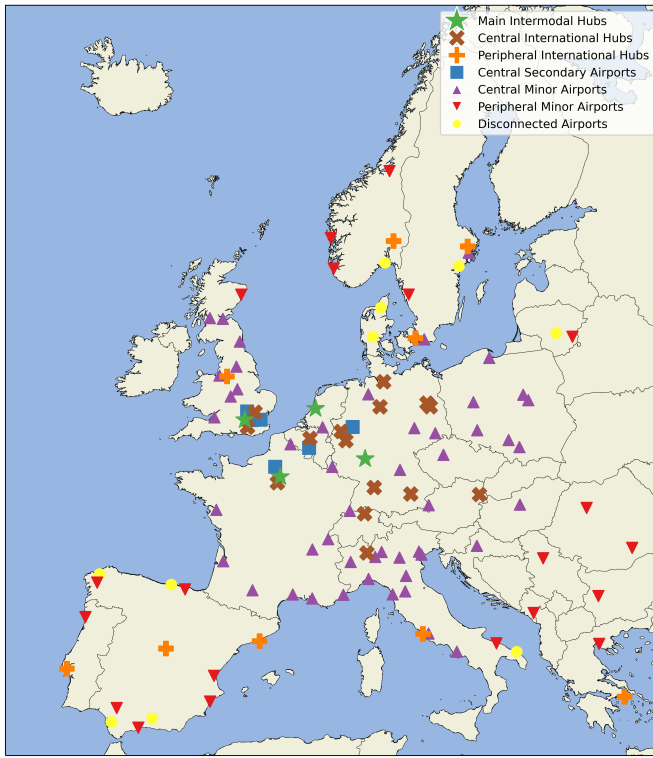 Main Intermodal Hubs
Central International Hubs
Peripheral International Hubs
Central Secondary Airports
Central Minor Airports
Peripheral Minor Airports
Disconnected Airports